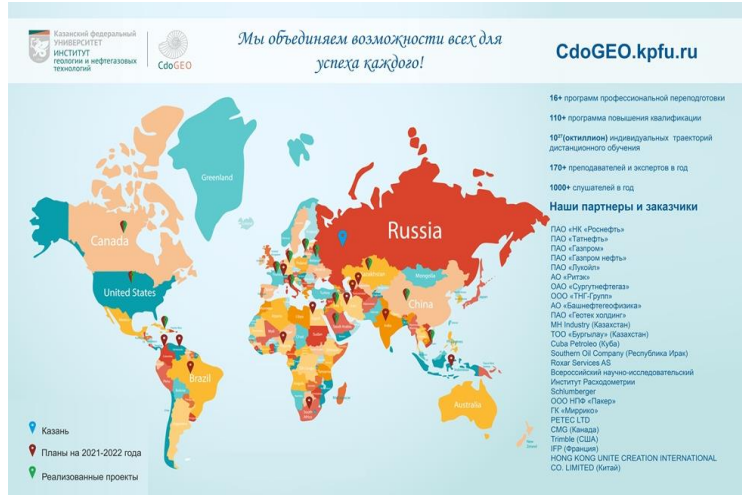 Казанский федеральный
УНИВЕРСИТЕТ
ИНСТИТУТ
геологии и нефтегазовых
технологий
CdoGEO
Мы объединяем возможности всех для
успеха каждого!
CdoGEO.kpfu.ru
16+ программ профессиональной переподготовки
110+ программа повышения квалификации
10²⁷(октиллион) индивидуальных траекторий
дистанционного обучения
170+ преподавателей и экспертов в год
1000+ слушателей в год
Наши партнеры и заказчики
ПАО «НК «Роснефть»
ПАО «Татнефть»
ПАО «Газпром»
ПАО «Газпром нефть»
ПАО «Лукойл»
АО «Ритэк»
ОАО «Сургутнефтегаз»
ООО «ТНГ-Групп»
АО «Башнефтегеофизика»
ПАО «Геотек холдинг»
MH Industry (Казахстан)
ТОО «Бургылау» (Казахстан)
Cuba Petroleo (Куба)
Southern Oil Company (Республика Ирак)
Roxar Services AS
Всероссийский научно-исследовательский
Институт Расходометрии
Schlumberger
ООО НПФ «Пакер»
ГК «Миррико»
PETEC LTD
CMG (Канада)
Trimble (США)
IFP (Франция)
HONG KONG UNITE CREATION INTERNATIONAL
CO. LIMITED (Китай)
Greenland
Canada
Russia
United States
Kazakhstan
Mongolia
China
Brazil
Australia
Казань
Планы на 2021-2022 года
Реализованные проекты